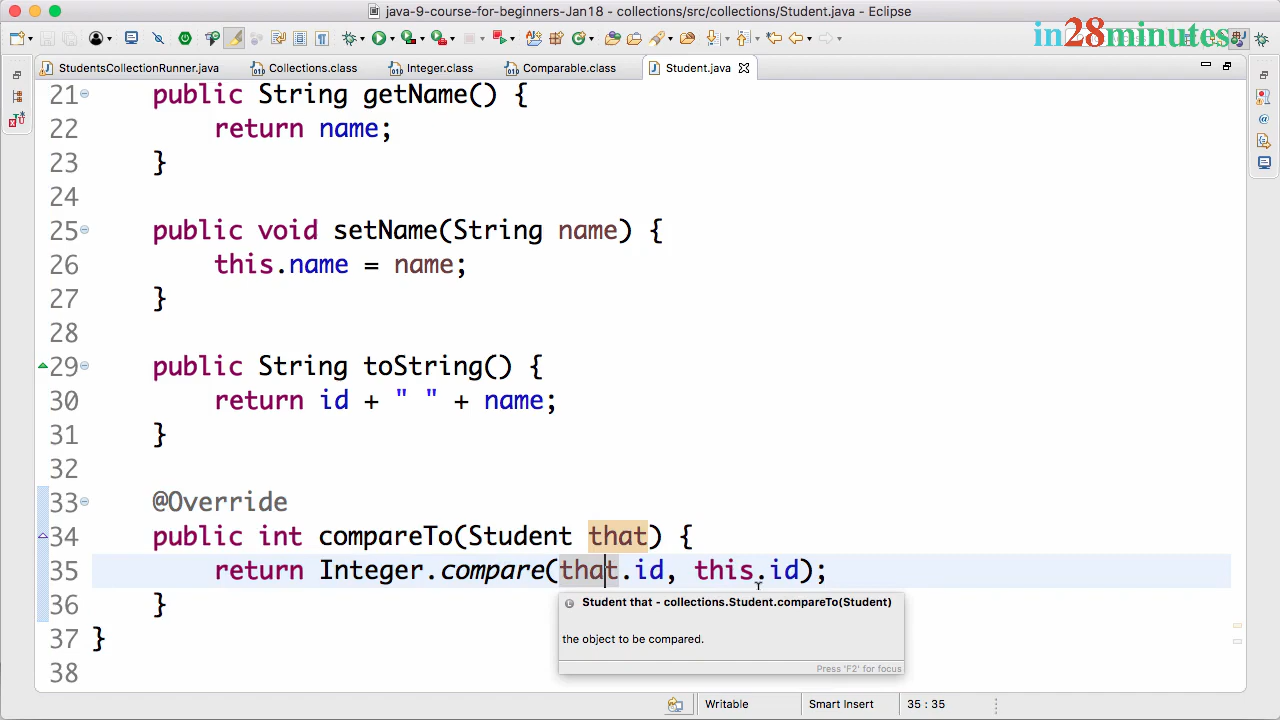 java-9-course-for-beginners-Jan18 - collections/src/collections/Student.java - Eclipse
in28minutes
StudentsCollectionRunner.java Collections.class Integer.class Comparable.class Student.java
21 public String getName() {
22 return name;
23 }
24
25 public void setName(String name) {
26 this.name = name;
27 }
28
29 public String toString() {
30 return id + " " + name;
31 }
32
33 @Override
34 public int compareTo(Student that) {
35 return Integer.compare(that.id, this.id);
36 }
37 }
38
Student that - collections.Student.compareTo(Student)
the object to be compared.
Press 'F2' for focus
Writable Smart Insert 35 : 35